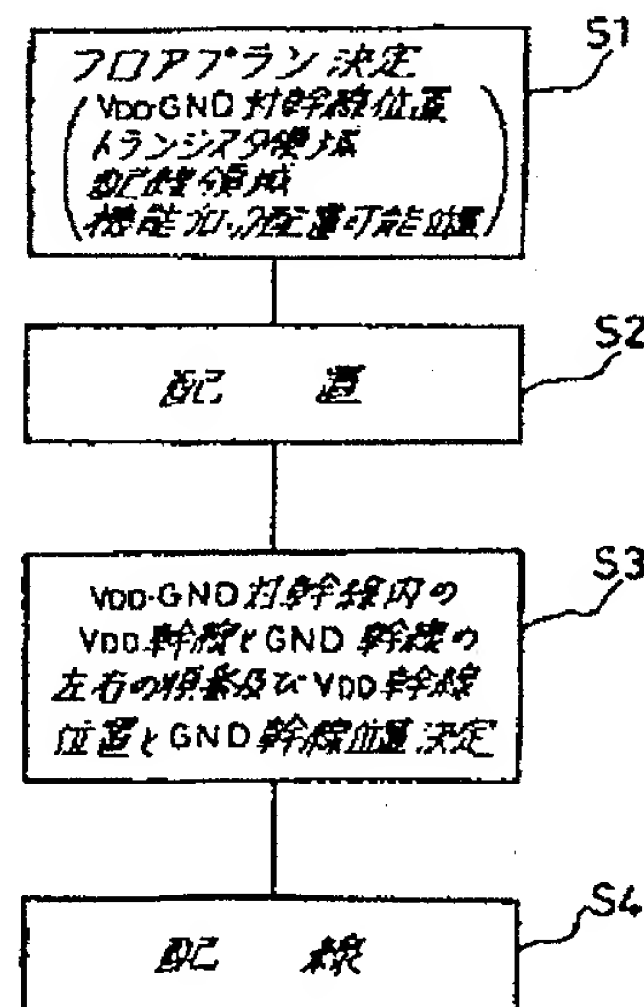 S1
フロアプラン決定
VDD·GND対幹線位置
トランジスタ領域
配線領域
機能ブロック配置可能位置
S2
配 置
S3
VDD·GND対幹線内の
VDD幹線とGND幹線の
左右の順番及びVDD幹線
位置とGND幹線位置決定
S4
配 線